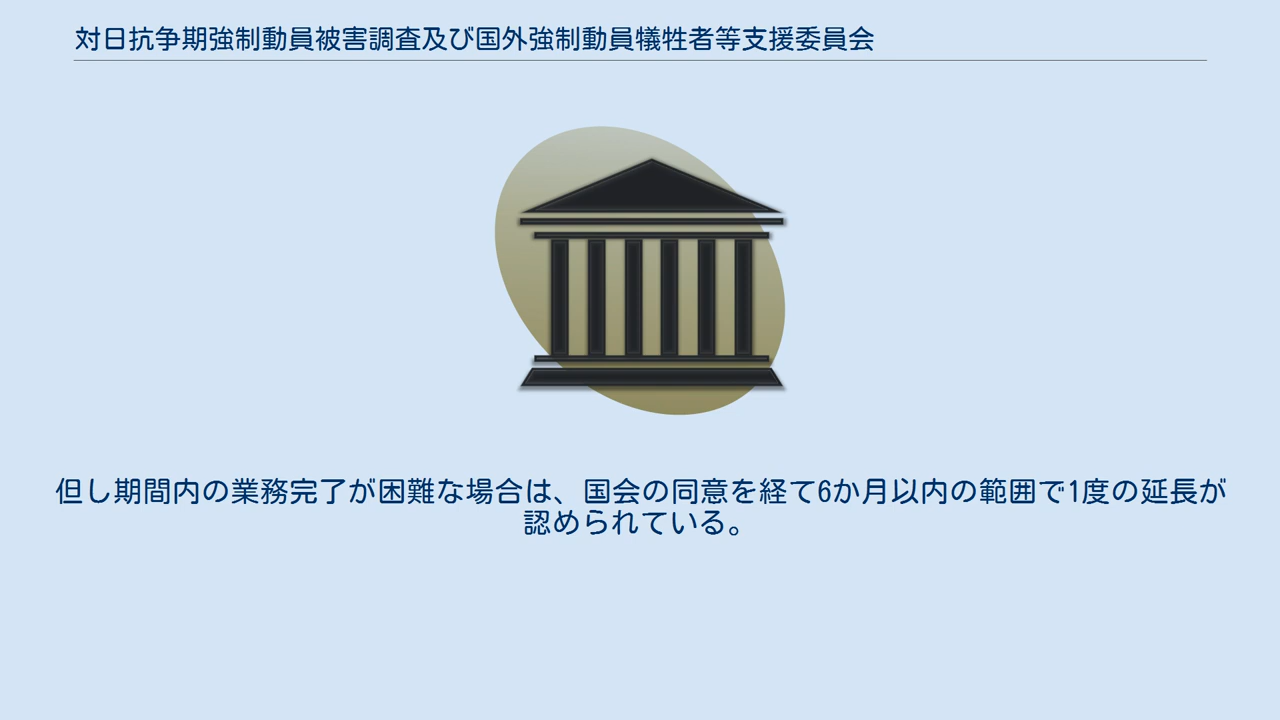 対日抗争期強制動員被害調査及び国外強制動員犠牲者等支援委員会
但し期間内の業務完了が困難な場合は、国会の同意を経て6か月以内の範囲で1度の延長が
認められている。